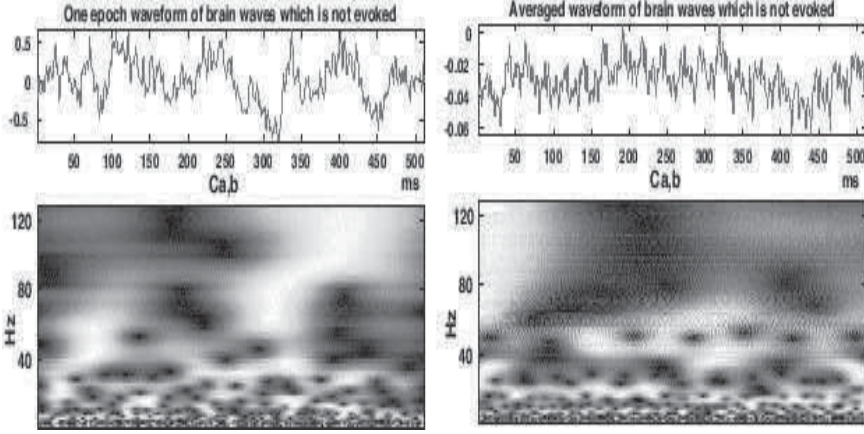 One epoch waveform of brain waves which is not evoked
0.5
0
-0.5
50 100 150 200 250 300 350 400 450 500
Ca,b ms
120
80
40
Hz
Averaged waveform of brain waves which is not evoked
0
-0.02
-0.04
-0.06
50 100 150 200 250 300 350 400 450 500
Ca,b ms
120
80
40
Hz